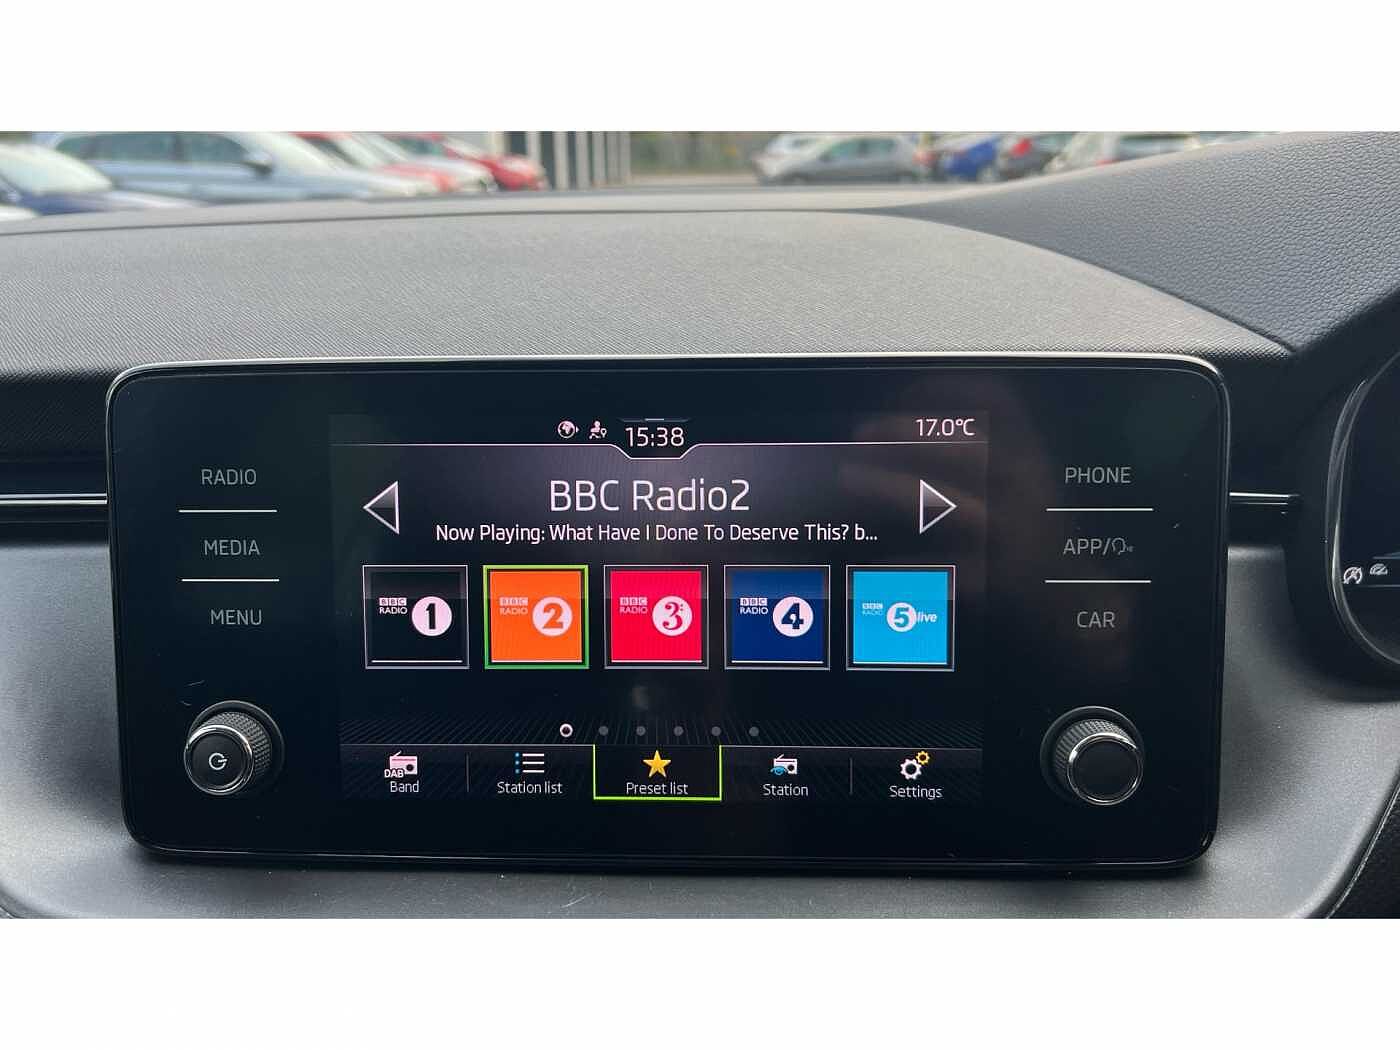 15:38
17.0°C
RADIO
MEDIA
MENU
BBC Radio2
Now Playing: What Have I Done To Deserve This? b...
BBC RADIO 1
BBC RADIO 2
BBC RADIO 3
BBC RADIO 4
BBC RADIO 5 live
DAB
Band
Station list
Preset list
Station
Settings
PHONE
APP/
CAR